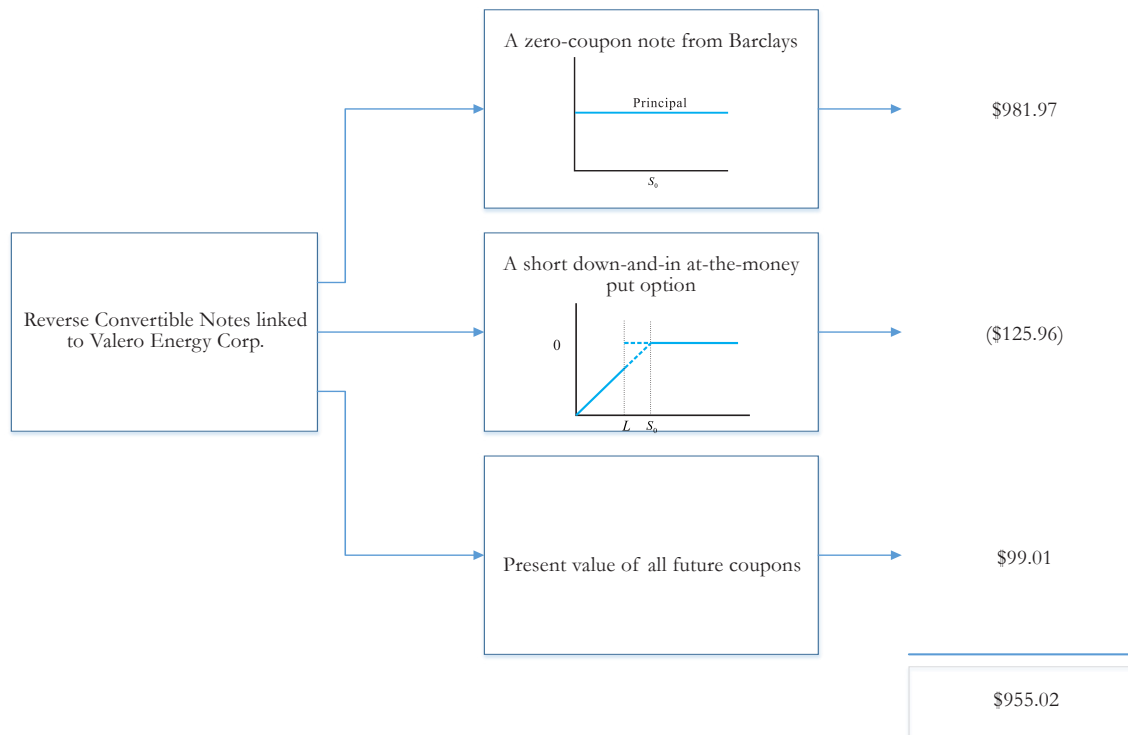 A zero-coupon note from Barclays
Principal
S₀
$981.97
Reverse Convertible Notes linked
to Valero Energy Corp.
A short down-and-in at-the-money
put option
0
L S₀
($125.96)
Present value of all future coupons
$99.01
$955.02